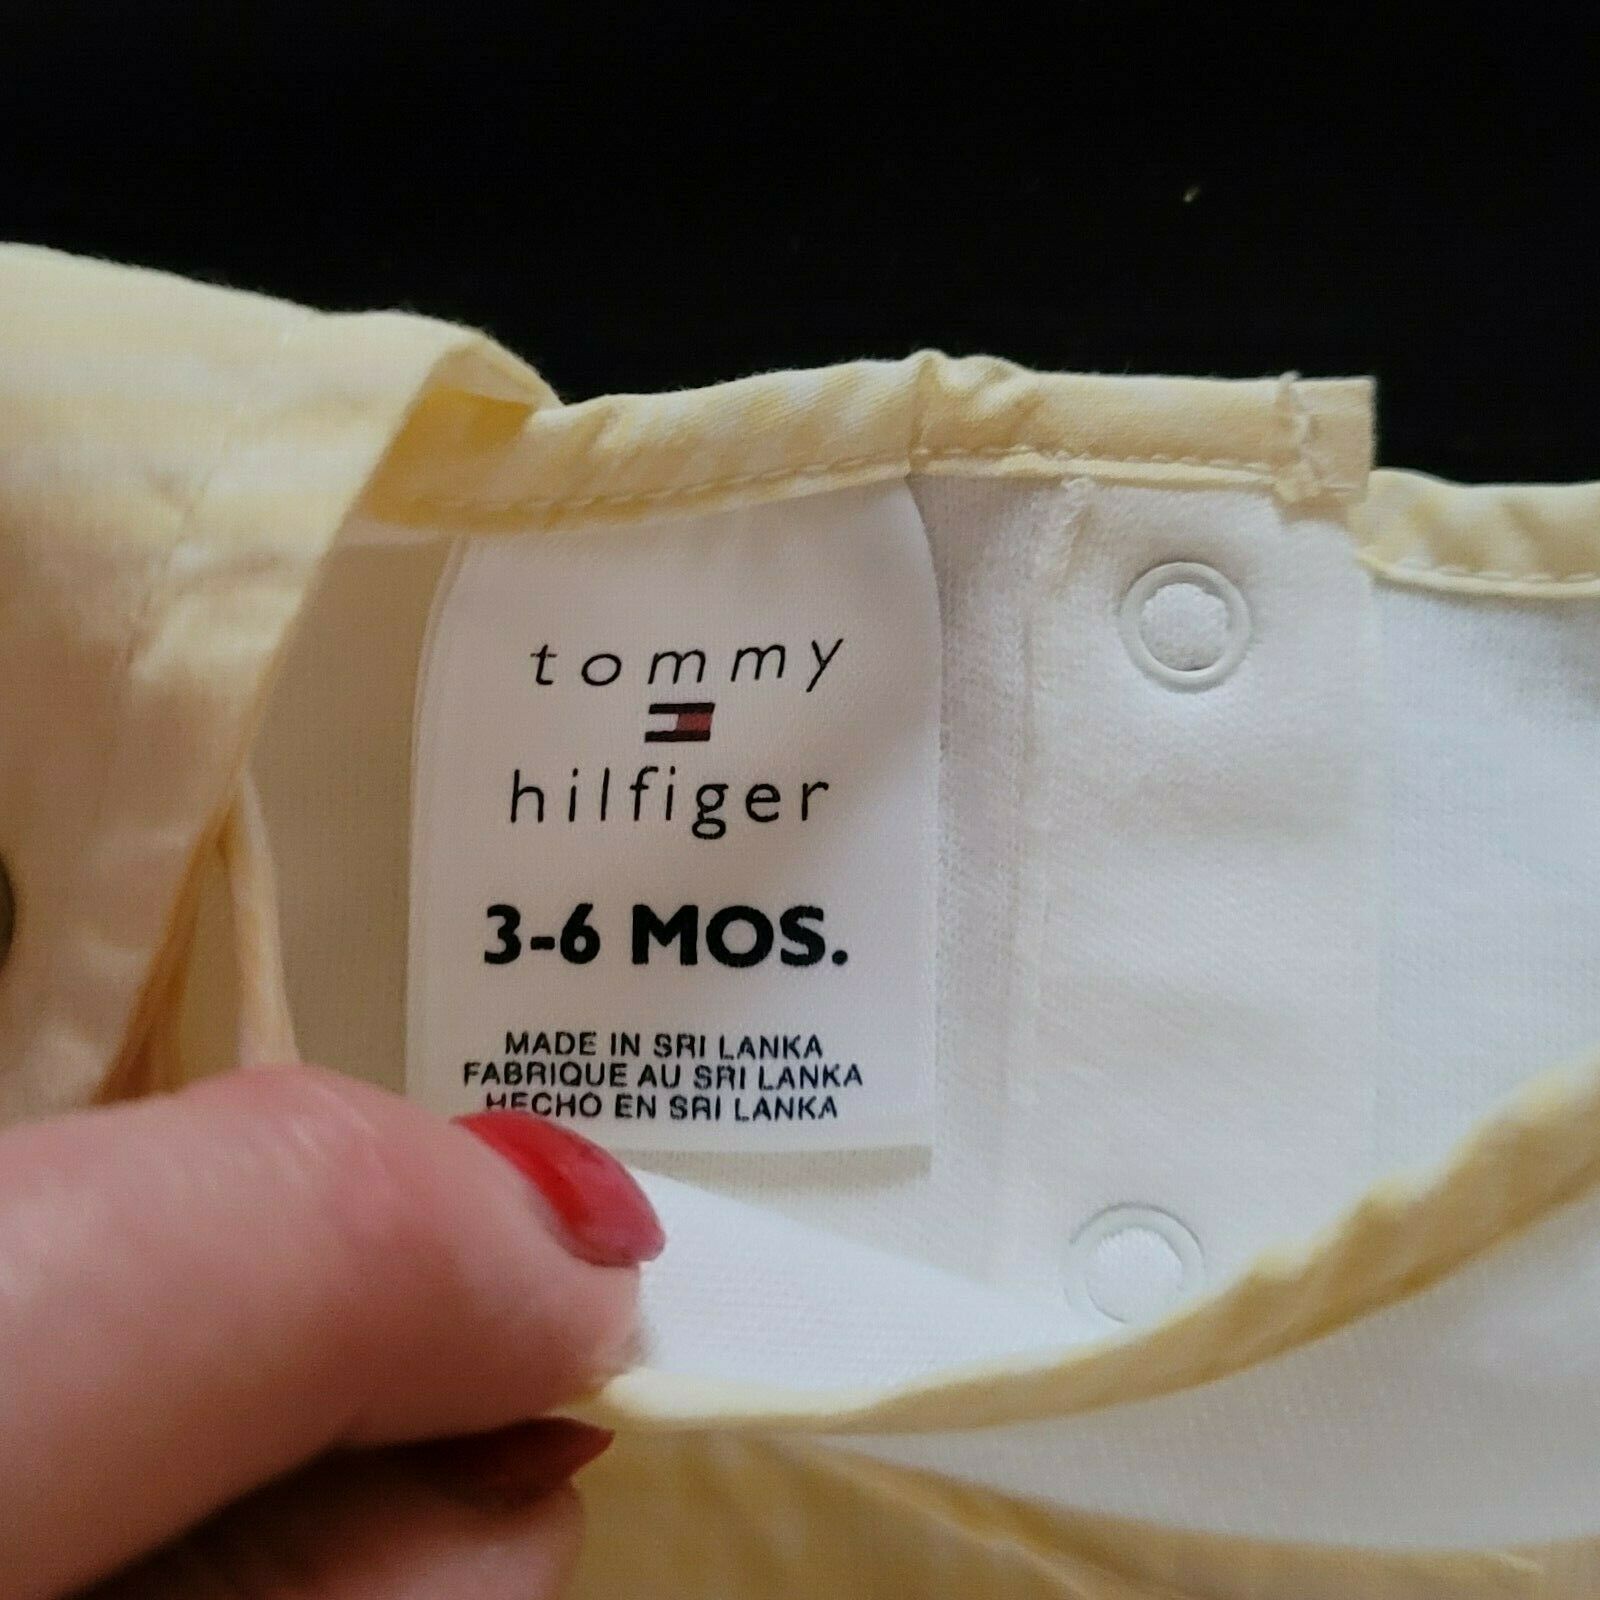 tommy
hilfiger
3-6 MOS.
MADE IN SRI LANKA
FABRIQUE AU SRI LANKA
HECHO EN SRI LANKA